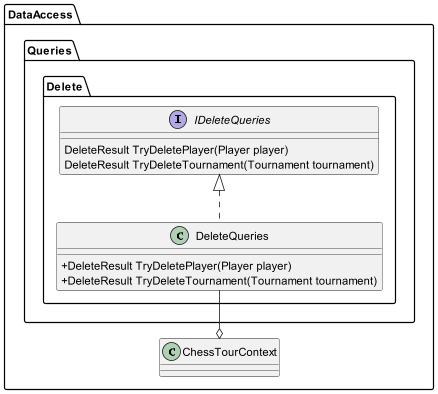 DataAccess
Queries
Delete
I IDeleteQueries
DeleteResult TryDeletePlayer(Player player)
DeleteResult TryDeleteTournament(Tournament tournament)
C DeleteQueries
+DeleteResult TryDeletePlayer(Player player)
+DeleteResult TryDeleteTournament(Tournament tournament)
C ChessTourContext